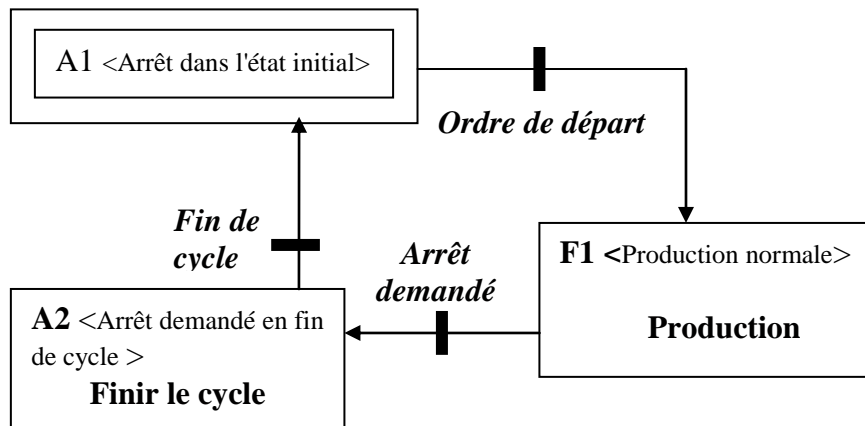 A1 <Arrêt dans l'état initial>
Ordre de départ
Fin de
cycle
Arrêt
demandé
F1 <Production normale>
Production
A2 <Arrêt demandé en fin
de cycle >
Finir le cycle